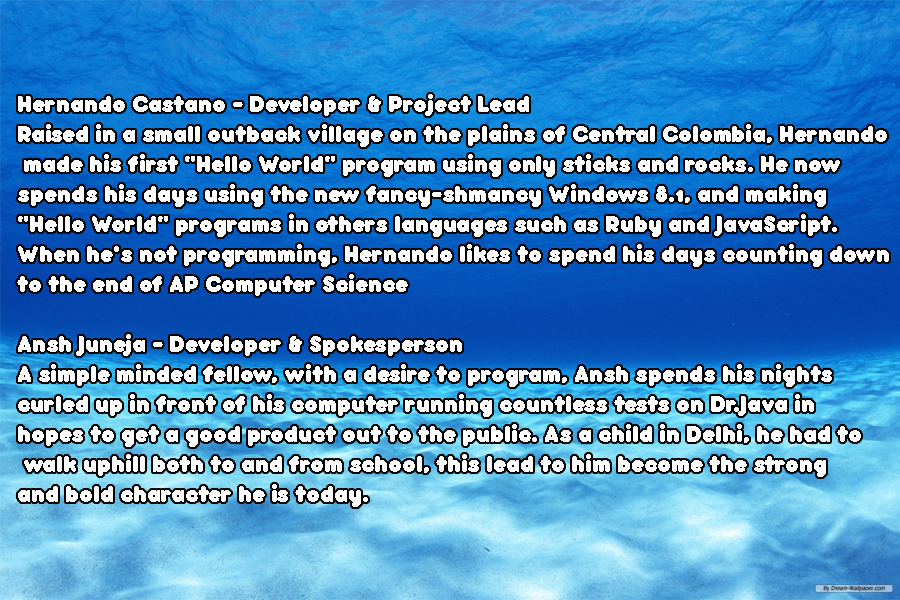 Hernando Castano - Developer & Project Lead
Raised in a small outback village on the plains of Central Colombia, Hernando
made his first "Hello World" program using only sticks and rocks. He now
spends his days using the new fancy-shmancy Windows 8.1, and making
"Hello World" programs in others languages such as Ruby and JavaScript.
When he's not programming, Hernando likes to spend his days counting down
to the end of AP Computer Science
Ansh Juneja - Developer & Spokesperson
A simple minded fellow, with a desire to program, Ansh spends his nights
curled up in front of his computer running countless tests on DrJava in
hopes to get a good product out to the public. As a child in Delhi, he had to
walk uphill both to and from school, this lead to him become the strong
and bold character he is today.
By Dream-Wallpaper.com